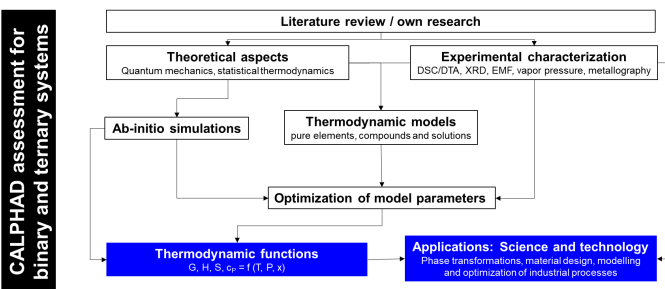 CALPHAD assessment for
binary and ternary systems
Literature review / own research
Theoretical aspects
Quantum mechanics, statistical thermodynamics
Experimental characterization
DSC/DTA, XRD, EMF, vapor pressure, metallography
Ab-initio simulations
Thermodynamic models
pure elements, compounds and solutions
Optimization of model parameters
Thermodynamic functions
G, H, S, cP = f (T, P, x)
Applications: Science and technology
Phase transformations, material design, modelling
and optimization of industrial processes